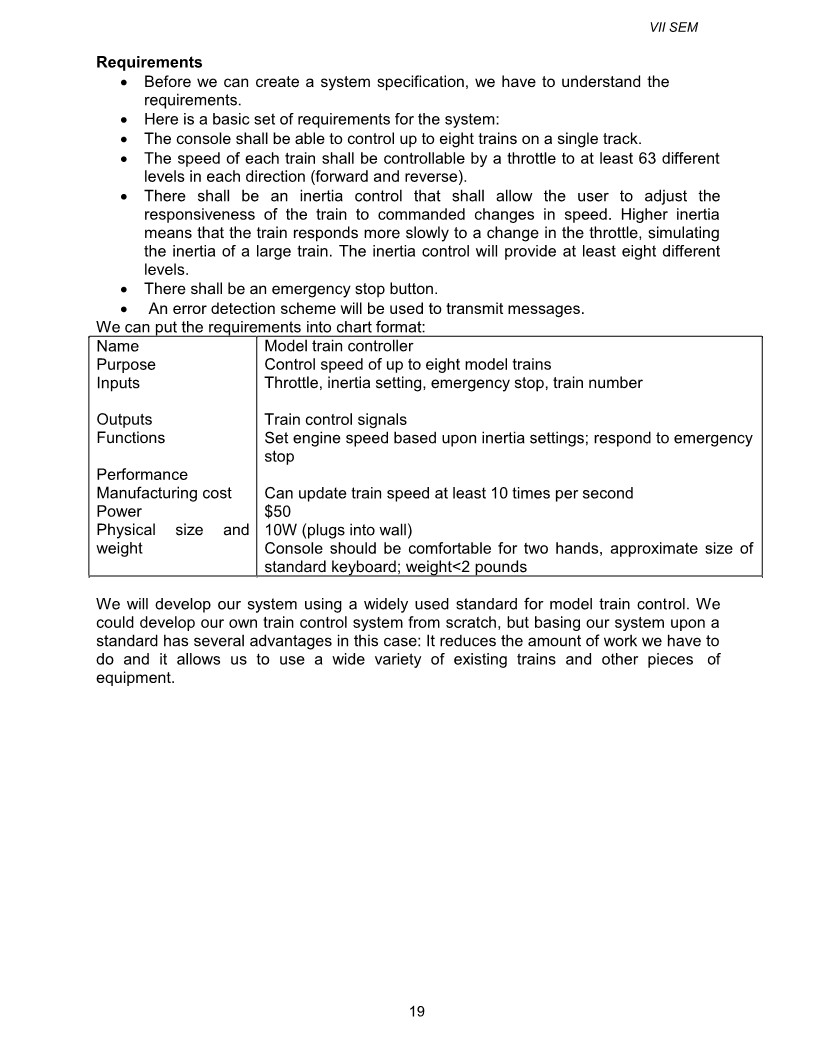 VII SEM
Requirements
• Before we can create a system specification, we have to understand the
requirements.
• Here is a basic set of requirements for the system:
• The console shall be able to control up to eight trains on a single track.
• The speed of each train shall be controllable by a throttle to at least 63 different
levels in each direction (forward and reverse).
• There shall be an inertia control that shall allow the user to adjust the
responsiveness of the train to commanded changes in speed. Higher inertia
means that the train responds more slowly to a change in the throttle, simulating
the inertia of a large train. The inertia control will provide at least eight different
levels.
• There shall be an emergency stop button.
• An error detection scheme will be used to transmit messages.
We can put the requirements into chart format:
Name Model train controller
Purpose Control speed of up to eight model trains
Inputs Throttle, inertia setting, emergency stop, train number
Outputs Train control signals
Functions Set engine speed based upon inertia settings; respond to emergency
stop
Performance
Manufacturing cost Can update train speed at least 10 times per second
Power $50
Physical size and 10W (plugs into wall)
weight Console should be comfortable for two hands, approximate size of
standard keyboard; weight<2 pounds
We will develop our system using a widely used standard for model train control. We
could develop our own train control system from scratch, but basing our system upon a
standard has several advantages in this case: It reduces the amount of work we have to
do and it allows us to use a wide variety of existing trains and other pieces of
equipment.
19